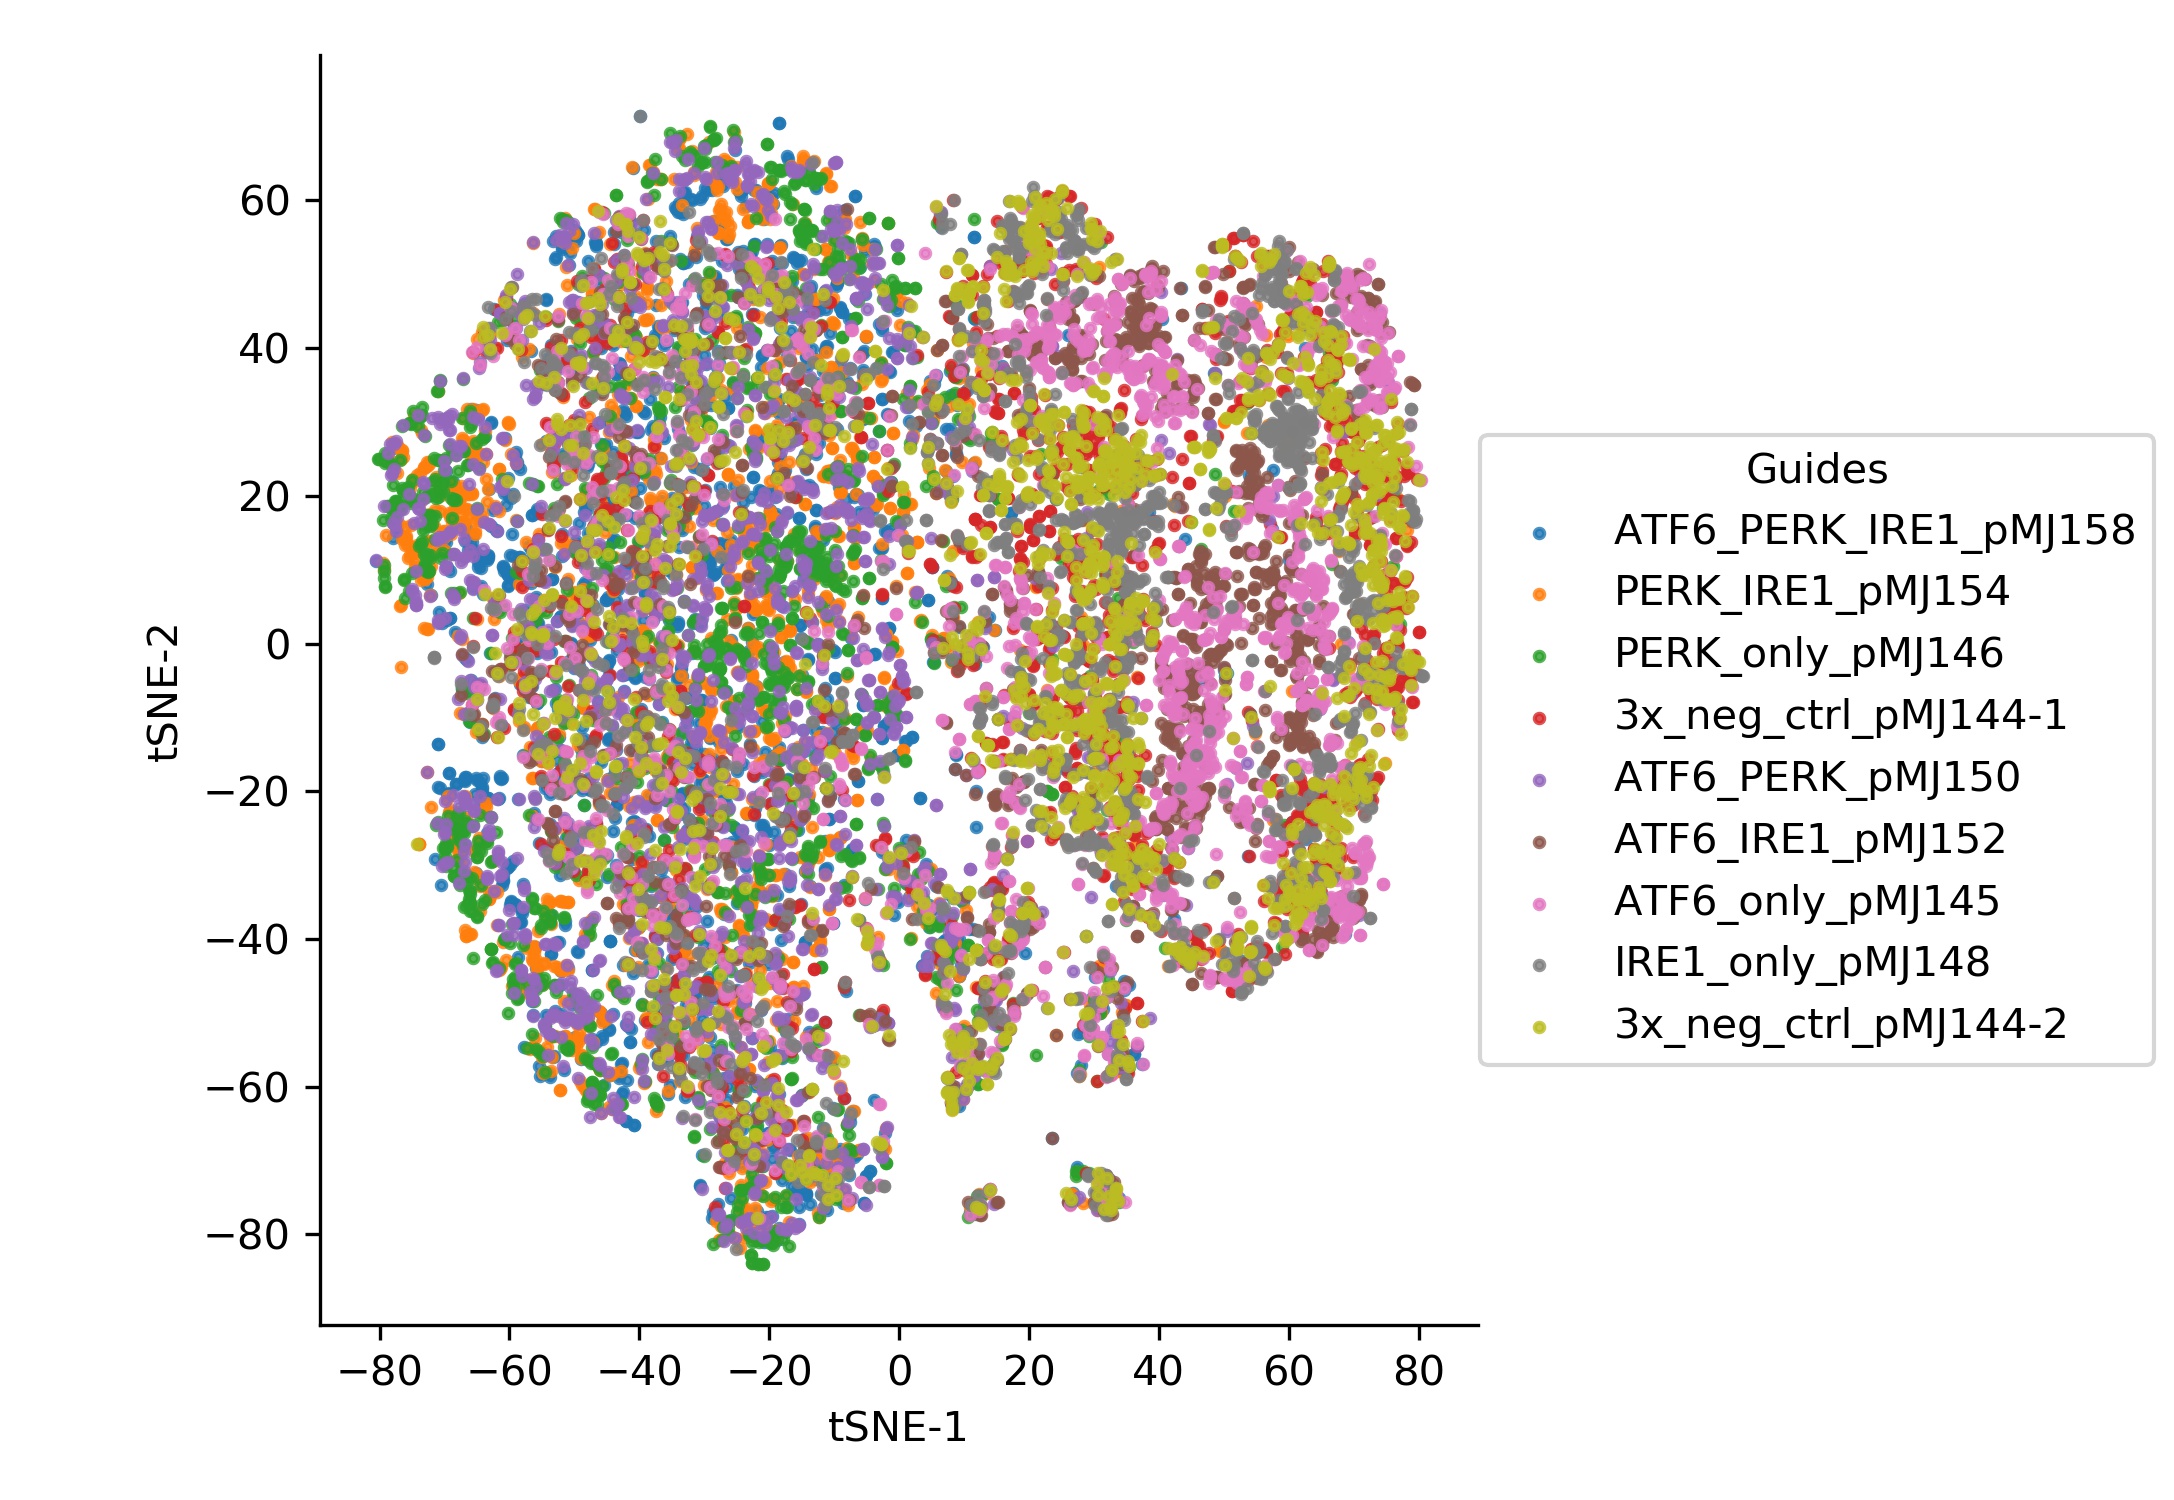 60
40
20
0
−20
−40
−60
−80
tSNE-2
−80 −60 −40 −20 0 20 40 60 80
tSNE-1
Guides
ATF6_PERK_IRE1_pMJ158
PERK_IRE1_pMJ154
PERK_only_pMJ146
3x_neg_ctrl_pMJ144-1
ATF6_PERK_pMJ150
ATF6_IRE1_pMJ152
ATF6_only_pMJ145
IRE1_only_pMJ148
3x_neg_ctrl_pMJ144-2